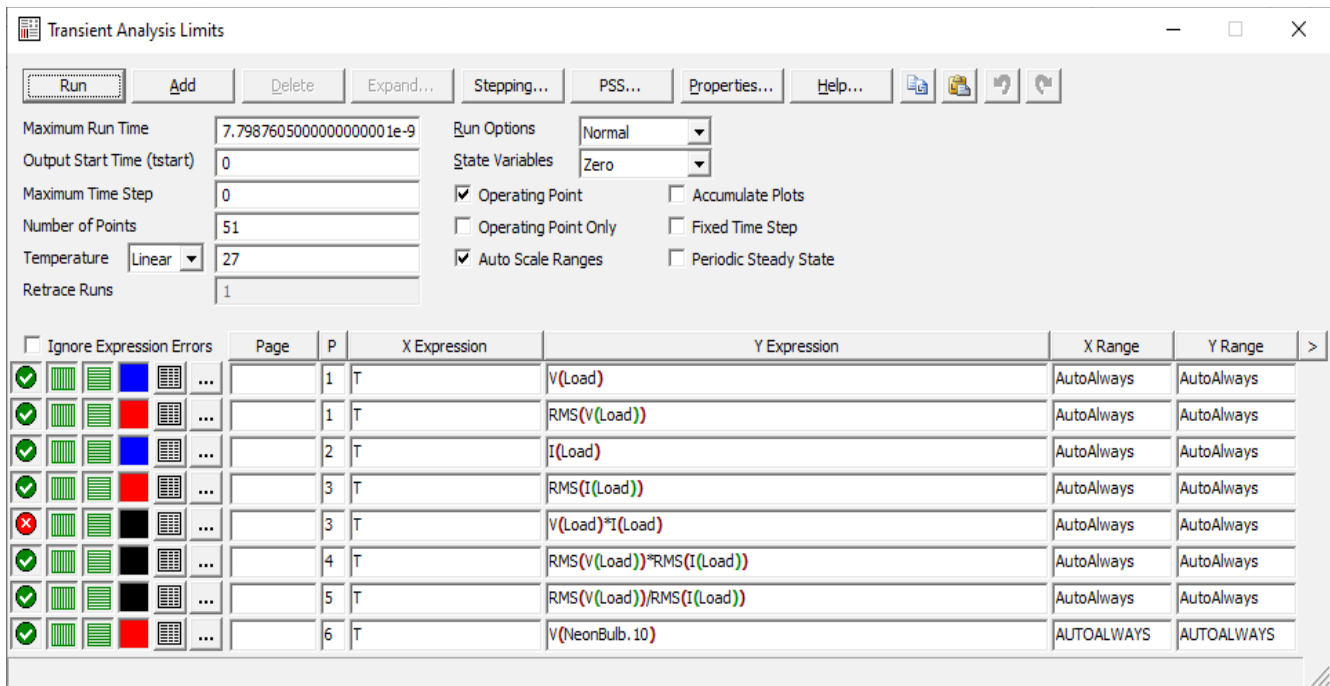 Transient Analysis Limits
Run Add Delete Expand... Stepping... PSS... Properties... Help...
Maximum Run Time 7.7987605000000000001e-9 Run Options Normal
Output Start Time (tstart) 0 State Variables Zero
Maximum Time Step 0 Operating Point Accumulate Plots
Number of Points 51 Operating Point Only Fixed Time Step
Temperature Linear 27 Auto Scale Ranges Periodic Steady State
Retrace Runs 1
Ignore Expression Errors Page P X Expression Y Expression X Range Y Range >
... 1 T V(Load) AutoAlways AutoAlways
... 1 T RMS(V(Load)) AutoAlways AutoAlways
... 2 T I(Load) AutoAlways AutoAlways
... 3 T RMS(I(Load)) AutoAlways AutoAlways
... 3 T V(Load)*I(Load) AutoAlways AutoAlways
... 4 T RMS(V(Load))*RMS(I(Load)) AutoAlways AutoAlways
... 5 T RMS(V(Load))/RMS(I(Load)) AutoAlways AutoAlways
... 6 T V(NeonBulb.10) AUTOALWAYS AUTOALWAYS